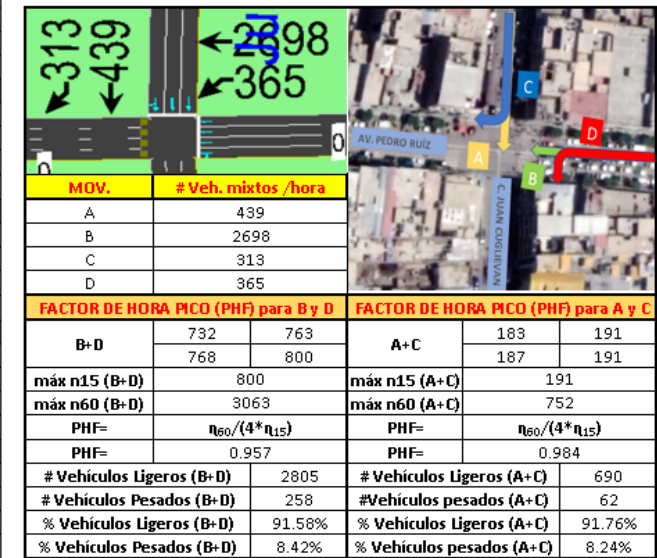 313
439
365
0
0
C
D
AV. PEDRO RUÍZ
A
B
C. JUAN CUGLIEVAN
MOV. # Veh. mixtos /hora
A 439
B 2698
C 313
D 365
FACTOR DE HORA PICO (PHF) para B y D
B+D 732 763
768 800
máx n15 (B+D) 800
máx n60 (B+D) 3063
PHF= η60/(4*η15)
PHF= 0.957
# Vehículos Ligeros (B+D) 2805
# Vehículos Pesados (B+D) 258
% Vehículos Ligeros (B+D) 91.58%
% Vehículos Pesados (B+D) 8.42%
FACTOR DE HORA PICO (PHF) para A y C
A+C 183 191
187 191
máx n15 (A+C) 191
máx n60 (A+C) 752
PHF= η60/(4*η15)
PHF= 0.984
# Vehículos Ligeros (A+C) 690
#Vehículos pesados (A+C) 62
% Vehículos Ligeros (A+C) 91.76%
% Vehículos pesados (A+C) 8.24%